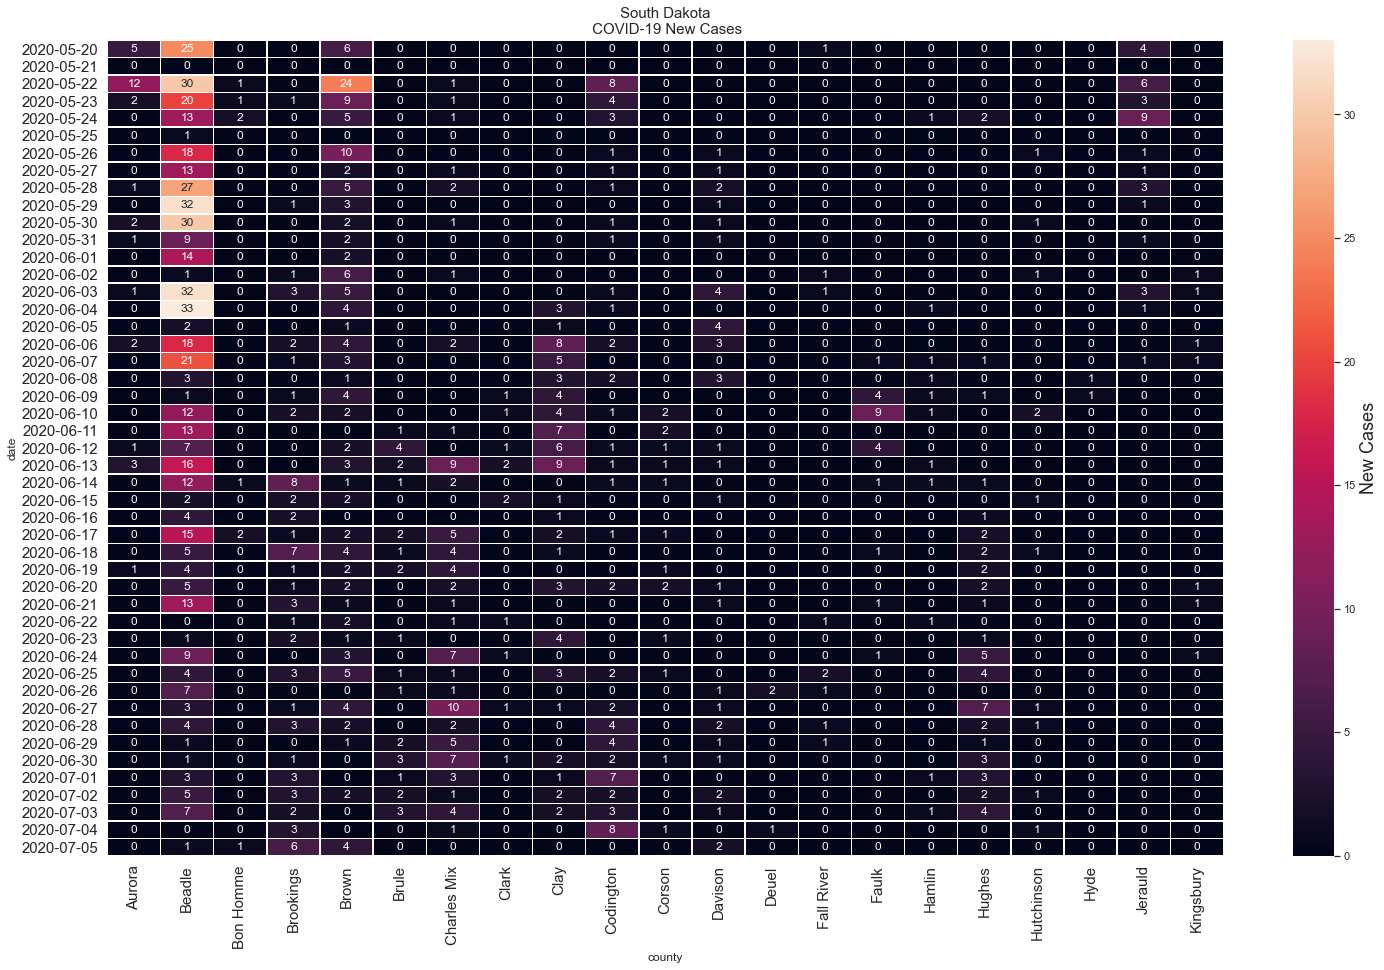 South Dakota
COVID-19 New Cases
2020-05-20 5 25 0 0 6 0 0 0 0 0 0 0 0 1 0 0 0 0 0 4 0
2020-05-21 0 0 0 0 0 0 0 0 0 0 0 0 0 0 0 0 0 0 0 0 0
2020-05-22 12 30 1 0 24 0 1 0 0 8 0 0 0 0 0 0 0 0 0 6 0
2020-05-23 2 20 1 1 9 0 1 0 0 4 0 0 0 0 0 0 0 0 0 3 0
2020-05-24 0 13 2 0 5 0 1 0 0 3 0 0 0 0 0 1 2 0 0 9 0
2020-05-25 0 1 0 0 0 0 0 0 0 0 0 0 0 0 0 0 0 0 0 0 0
2020-05-26 0 18 0 0 10 0 0 0 0 1 0 1 0 0 0 0 0 1 0 1 0
2020-05-27 0 13 0 0 2 0 1 0 0 1 0 1 0 0 0 0 0 0 0 1 0
2020-05-28 1 27 0 0 5 0 2 0 0 1 0 2 0 0 0 0 0 0 0 3 0
2020-05-29 0 32 0 1 3 0 0 0 0 0 0 1 0 0 0 0 0 0 0 1 0
2020-05-30 2 30 0 0 2 0 1 0 0 1 0 1 0 0 0 0 0 1 0 0 0
2020-05-31 1 9 0 0 2 0 0 0 0 1 0 1 0 0 0 0 0 0 0 1 0
2020-06-01 0 14 0 0 2 0 0 0 0 0 0 0 0 0 0 0 0 0 0 0 0
2020-06-02 0 1 0 1 6 0 1 0 0 0 0 0 0 1 0 0 0 1 0 0 1
2020-06-03 1 32 0 3 5 0 0 0 0 1 0 4 0 1 0 0 0 0 0 3 1
2020-06-04 0 33 0 0 4 0 0 0 3 1 0 0 0 0 0 1 0 0 0 1 0
2020-06-05 0 2 0 0 1 0 0 0 1 0 0 4 0 0 0 0 0 0 0 0 0
2020-06-06 2 18 0 2 4 0 2 0 8 2 0 3 0 0 0 0 0 0 0 0 1
2020-06-07 0 21 0 1 3 0 0 0 5 0 0 0 0 0 1 1 1 0 0 1 1
2020-06-08 0 3 0 0 1 0 0 0 3 2 0 3 0 0 0 1 0 0 1 0 0
2020-06-09 0 1 0 1 4 0 0 1 4 0 0 0 0 0 4 1 1 0 1 0 0
2020-06-10 0 12 0 2 2 0 0 1 4 1 2 0 0 0 9 1 0 2 0 0 0
2020-06-11 0 13 0 0 0 1 1 0 7 0 2 0 0 0 0 0 0 0 0 0 0
2020-06-12 1 7 0 0 2 4 0 1 6 1 1 1 0 0 4 0 0 0 0 0 0
2020-06-13 3 16 0 0 3 2 9 2 9 1 1 1 0 0 0 1 0 0 0 0 0
2020-06-14 0 12 1 8 1 1 2 0 0 1 1 0 0 0 1 1 1 0 0 0 0
2020-06-15 0 2 0 2 2 0 0 2 1 0 0 1 0 0 0 0 0 1 0 0 0
2020-06-16 0 4 0 2 0 0 0 0 1 0 0 0 0 0 0 0 1 0 0 0 0
2020-06-17 0 15 2 1 2 2 5 0 2 1 1 0 0 0 0 0 2 0 0 0 0
2020-06-18 0 5 0 7 4 1 4 0 1 0 0 0 0 0 1 0 2 1 0 0 0
2020-06-19 1 4 0 1 2 2 4 0 0 0 1 0 0 0 0 0 2 0 0 0 0
2020-06-20 0 5 0 1 2 0 2 0 3 2 2 1 0 0 0 0 2 0 0 0 1
2020-06-21 0 13 0 3 1 0 1 0 0 0 0 1 0 0 1 0 1 0 0 0 1
2020-06-22 0 0 0 1 2 0 1 1 0 0 0 0 0 1 0 1 0 0 0 0 0
2020-06-23 0 1 0 2 1 1 0 0 4 0 1 0 0 0 0 0 1 0 0 0 0
2020-06-24 0 9 0 0 3 0 7 1 0 0 0 0 0 0 1 0 5 0 0 0 1
2020-06-25 0 4 0 3 5 1 1 0 3 2 1 0 0 2 0 0 4 0 0 0 0
2020-06-26 0 7 0 0 0 1 1 0 0 0 0 1 2 1 0 0 0 0 0 0 0
2020-06-27 0 3 0 1 4 0 10 1 1 2 0 1 0 0 0 0 7 1 0 0 0
2020-06-28 0 4 0 3 2 0 2 0 0 4 0 2 0 1 0 0 2 1 0 0 0
2020-06-29 0 1 0 0 1 2 5 0 0 4 0 1 0 1 0 0 1 0 0 0 0
2020-06-30 0 1 0 1 0 3 7 1 2 2 1 1 0 0 0 0 3 0 0 0 0
2020-07-01 0 3 0 3 0 1 3 0 1 7 0 0 0 0 0 1 3 0 0 0 0
2020-07-02 0 5 0 3 2 2 1 0 2 2 0 2 0 0 0 0 2 1 0 0 0
2020-07-03 0 7 0 2 0 3 4 0 2 3 0 1 0 0 0 1 4 0 0 0 0
2020-07-04 0 0 0 3 0 0 1 0 0 8 1 0 1 0 0 0 0 1 0 0 0
2020-07-05 0 1 1 6 4 0 0 0 0 0 0 2 0 0 0 0 0 0 0 0 0
date
Aurora Beadle Bon Homme Brookings Brown Brule Charles Mix Clark Clay Codington Corson Davison Deuel Fall River Faulk Hamlin Hughes Hutchinson Hyde Jerauld Kingsbury
county
30
25
20
15
10
5
0
New Cases